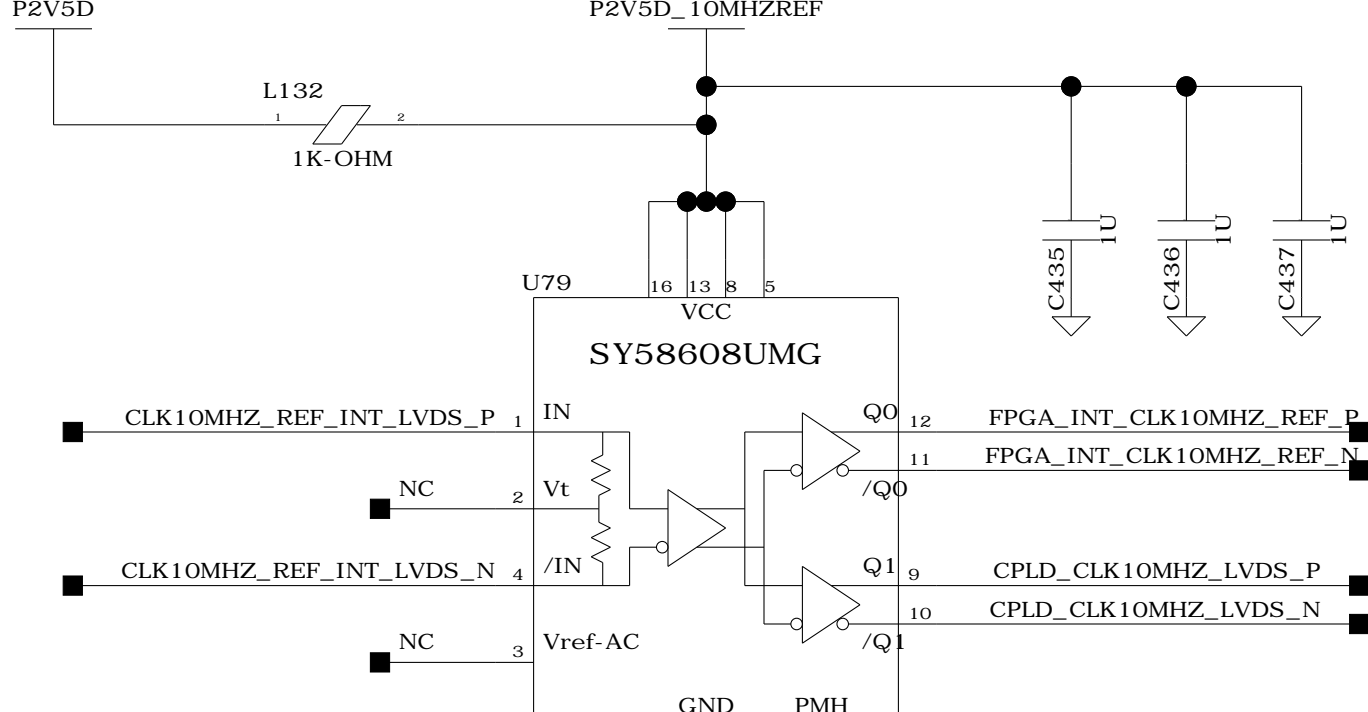 P2V5D
P2V5D_10MHZREF
L132
1
2
1K-OHM
1U
1U
1U
C435
C436
C437
U79
16
13
8
5
VCC
SY58608UMG
CLK10MHZ_REF_INT_LVDS_P
1
IN
Q0
12
FPGA_INT_CLK10MHZ_REF_P
11
FPGA_INT_CLK10MHZ_REF_N
NC
2
Vt
/Q0
CLK10MHZ_REF_INT_LVDS_N
4
/IN
Q1
9
CPLD_CLK10MHZ_LVDS_P
10
CPLD_CLK10MHZ_LVDS_N
NC
3
Vref-AC
/Q1
GND
PMH